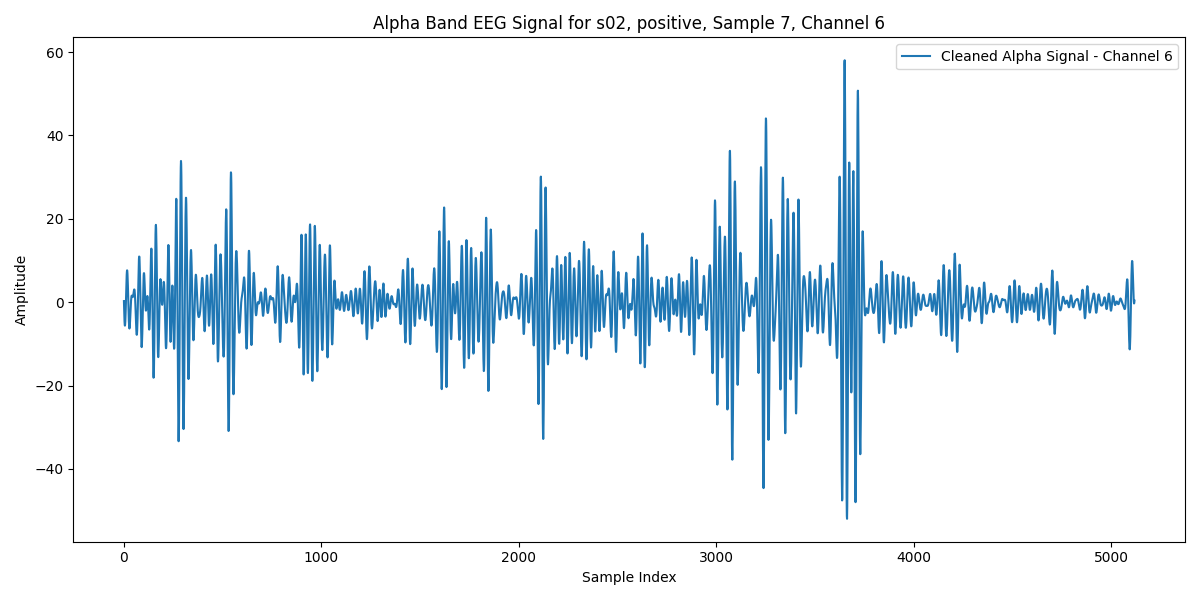 Alpha Band EEG Signal for s02, positive, Sample 7, Channel 6
Cleaned Alpha Signal - Channel 6
Amplitude
60
40
20
0
−20
−40
0 1000 2000 3000 4000 5000
Sample Index